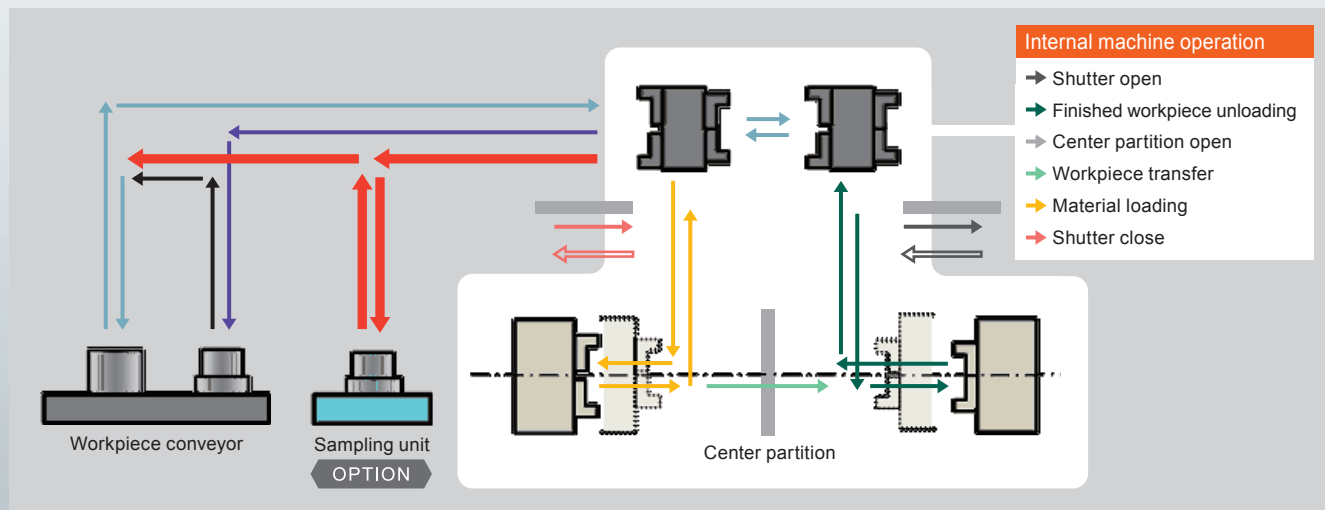 Internal machine operation
Shutter open
Finished workpiece unloading
Center partition open
Workpiece transfer
Material loading
Shutter close
Workpiece conveyor
Sampling unit
OPTION
Center partition